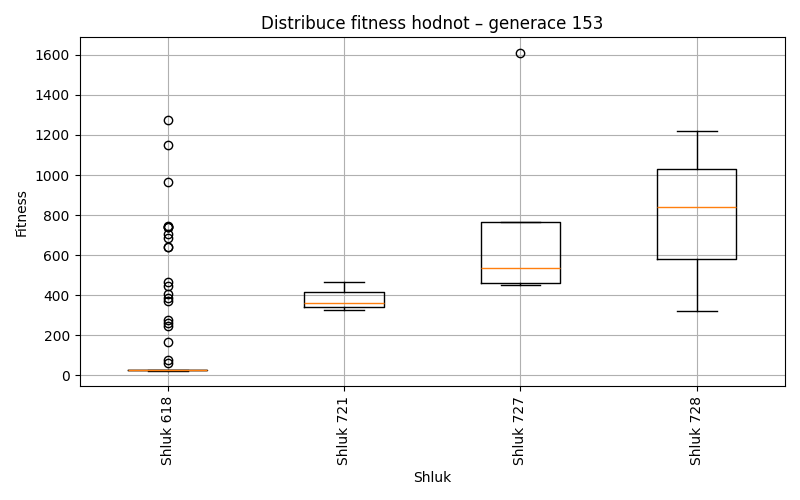 Distribuce fitness hodnot – generace 153
1600
1400
1200
1000
800
600
400
200
0
Fitness
Shluk 618
Shluk 721
Shluk 727
Shluk 728
Shluk